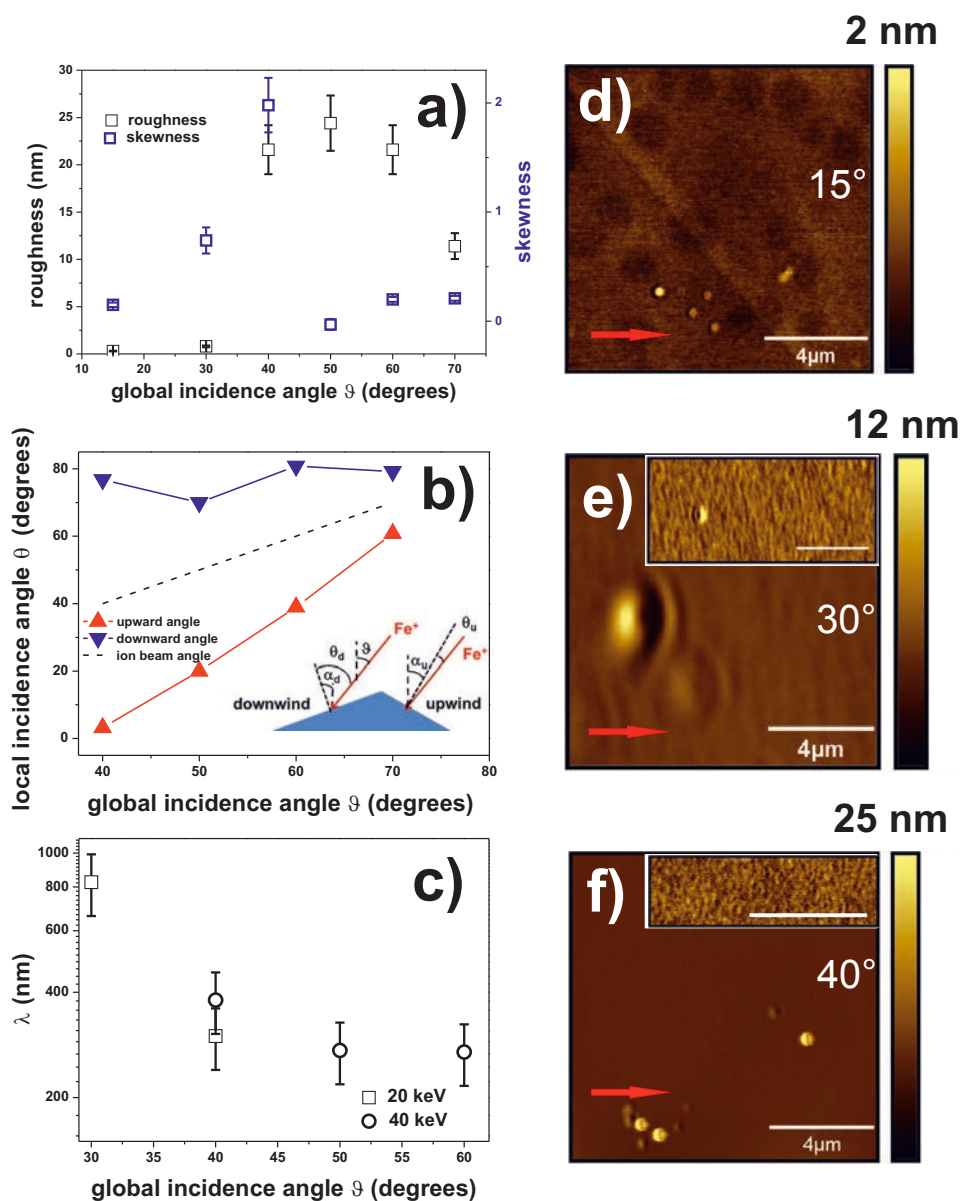 a)
30
25
20
15
10
5
0
roughness (nm)
roughness
skewness
2
1
0
skewness
10 20 30 40 50 60 70
global incidence angle ϑ (degrees)
b)
80
60
40
20
0
local incidence angle θ (degrees)
upward angle
downward angle
ion beam angle
θd
ϑ
Fe+
αd
θu
αu
Fe+
downwind
upwind
40 50 60 70 80
global incidence angle ϑ (degrees)
c)
1000
800
600
400
200
λ (nm)
20 keV
40 keV
30 35 40 45 50 55 60
global incidence angle ϑ (degrees)
2 nm
d)
15°
4µm
12 nm
e)
30°
4µm
25 nm
f)
40°
4µm